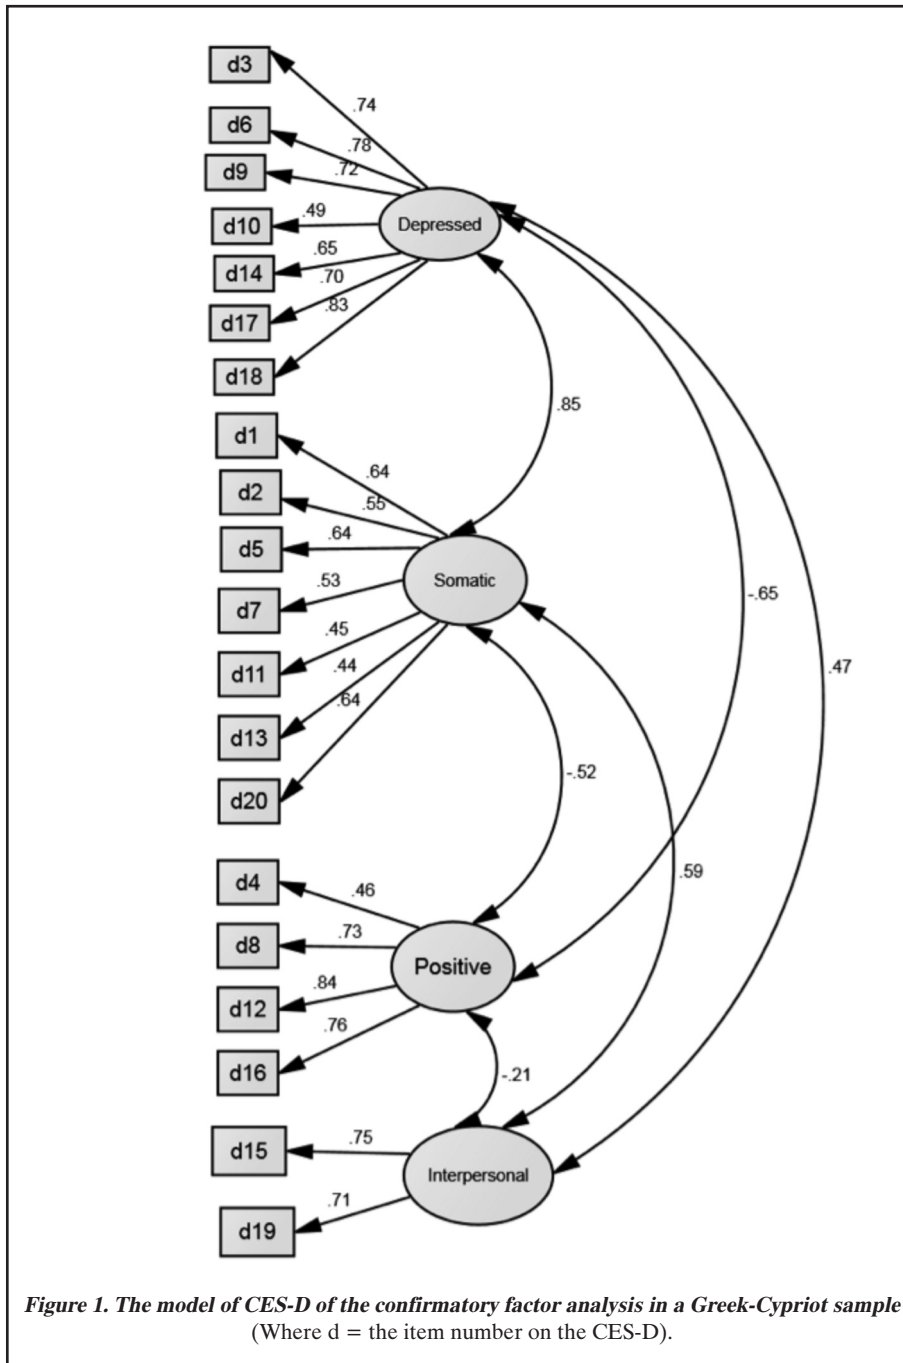 d3
.74
d6
.78
d9
.72
Depressed
d10
.49
d14
.65
.70
d17
.83
d18
.85
d1
.64
d2
.55
d5
.64
Somatic
d7
.53
-.65
d11
.45
.44
.47
d13
.64
-.52
d20
.59
d4
.46
d8
.73
Positive
d12
.84
d16
.76
-.21
d15
.75
Interpersonal
.71
d19
Figure 1. The model of CES-D of the confirmatory factor analysis in a Greek-Cypriot sample
(Where d = the item number on the CES-D).